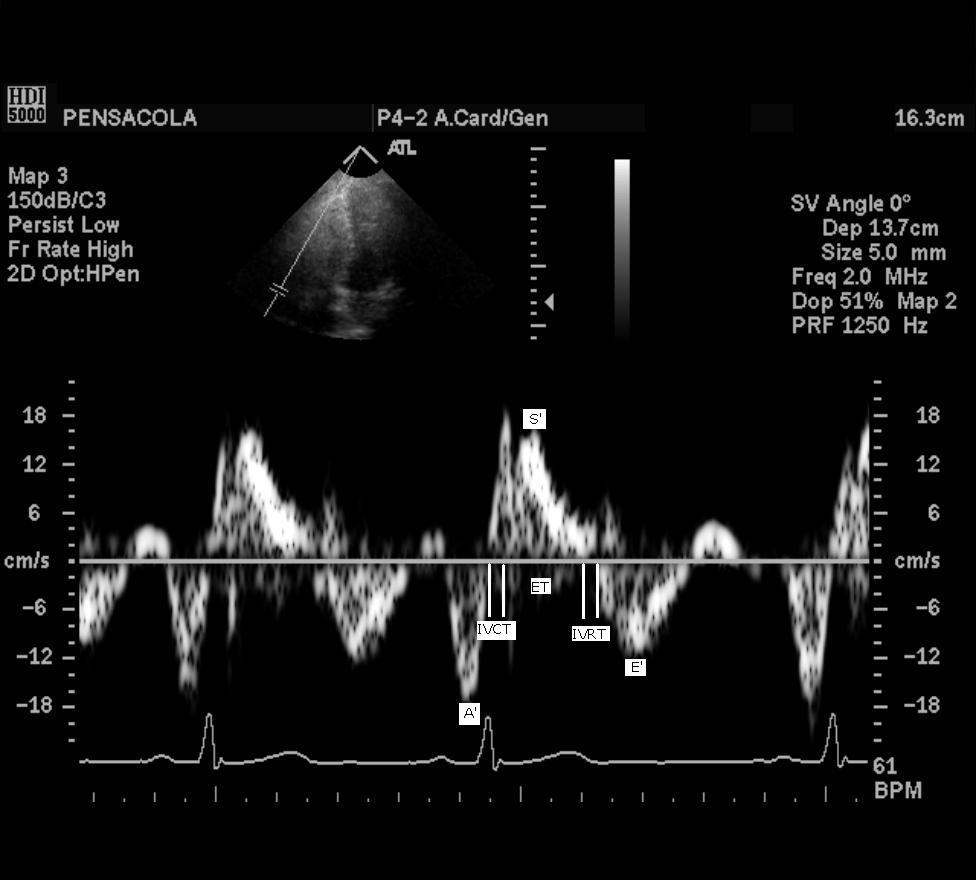 HDI
5000
PENSACOLA
P4-2 A.Card/Gen
16.3cm
ATL
Map 3
150dB/C3
Persist Low
Fr Rate High
2D Opt:HPen
SV Angle 0°
Dep 13.7cm
Size 5.0 mm
Freq 2.0 MHz
Dop 51% Map 2
PRF 1250 Hz
18
12
6
cm/s
-6
-12
-18
S'
ET
IVCT
IVRT
E'
A'
18
12
6
cm/s
-6
-12
-18
61
BPM